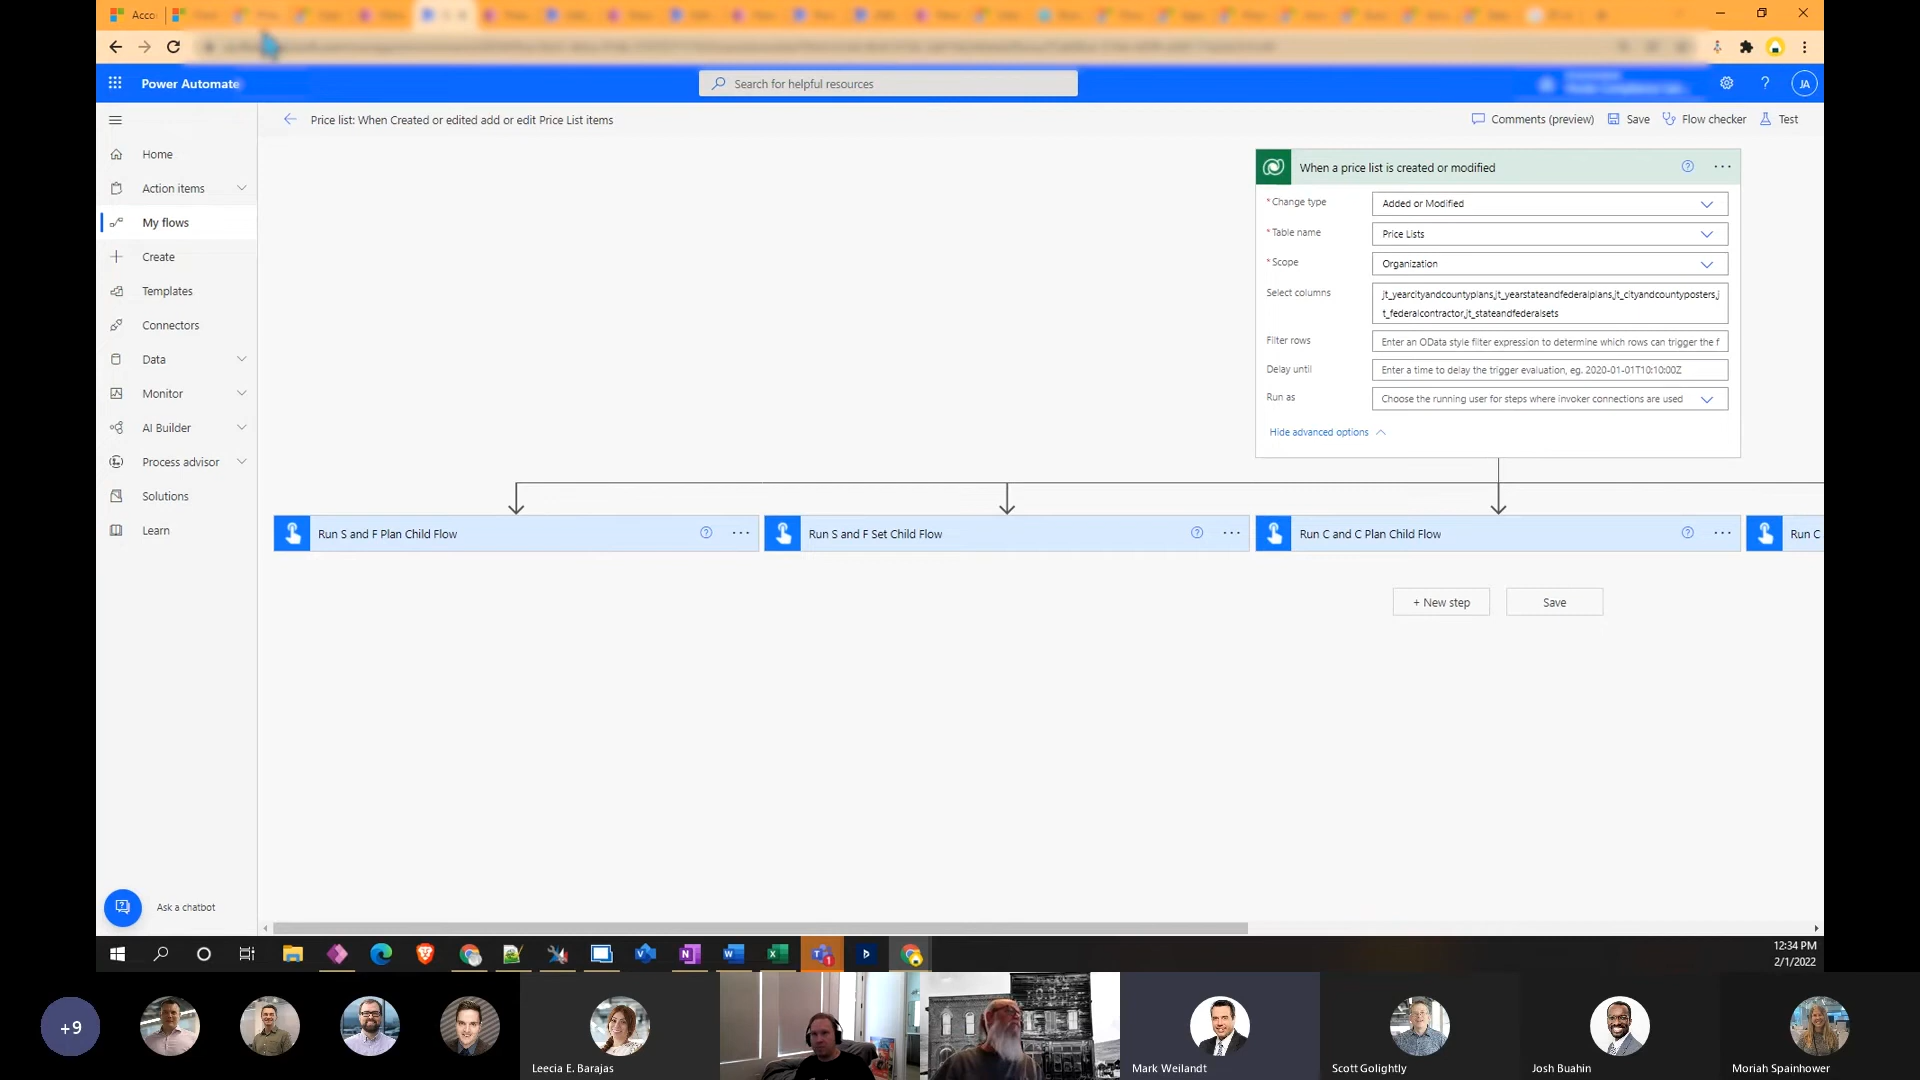 Acco
Power Automate
Search for helpful resources
JA
Price list: When Created or edited add or edit Price List items
Comments (preview)
Save
Flow checker
Test
Home
Action items
My flows
Create
Templates
Connectors
Data
Monitor
AI Builder
Process advisor
Solutions
Learn
Ask a chatbot
When a price list is created or modified
* Change type
Added or Modified
* Table name
Price Lists
* Scope
Organization
Select columns
jt_yearcityandcountyplans,jt_yearstateandfederalplans,jt_cityandcountyposters,j
t_federalcontractor,jt_stateandfederalsets
Filter rows
Enter an OData style filter expression to determine which rows can trigger the f
Delay until
Enter a time to delay the trigger evaluation, eg. 2020-01-01T10:10:00Z
Run as
Choose the running user for steps where invoker connections are used
Hide advanced options
Run S and F Plan Child Flow
Run S and F Set Child Flow
Run C and C Plan Child Flow
Run C
+ New step
Save
12:34 PM
2/1/2022
+9
Leecia E. Barajas
Mark Weilandt
Scott Golightly
Josh Buahin
Moriah Spainhower